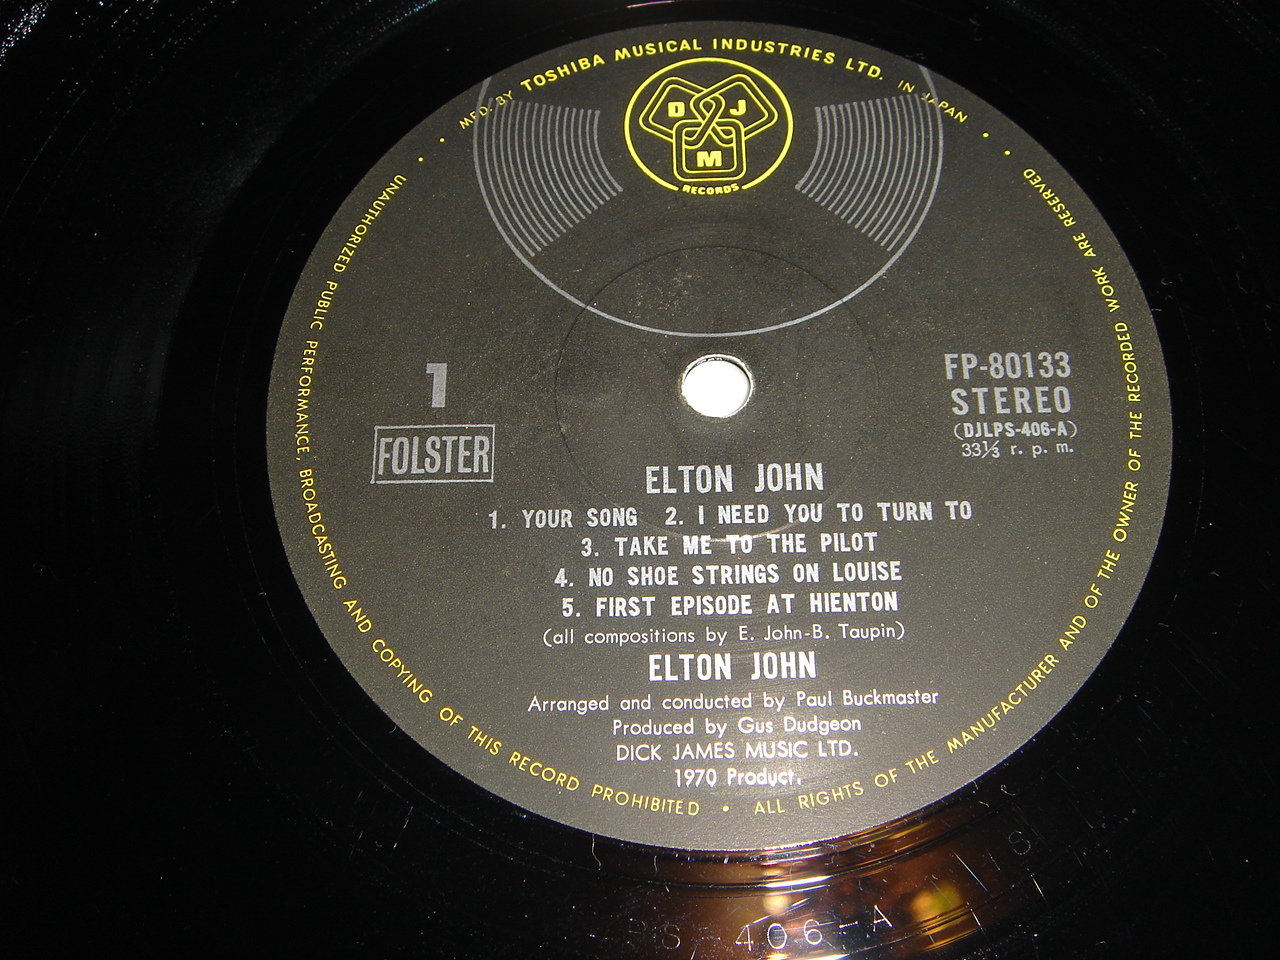 MFD. BY TOSHIBA MUSICAL INDUSTRIES LTD. IN JAPAN
D J
M
RECORDS
1
FOLSTER
FP-80133
STEREO
(DJLPS-406-A)
33⅓ r. p. m.
ELTON JOHN
1. YOUR SONG 2. I NEED YOU TO TURN TO
3. TAKE ME TO THE PILOT
4. NO SHOE STRINGS ON LOUISE
5. FIRST EPISODE AT HIENTON
(all compositions by E. John-B. Taupin)
ELTON JOHN
Arranged and conducted by Paul Buckmaster
Produced by Gus Dudgeon
DICK JAMES MUSIC LTD.
1970 Product.
UNAUTHORIZED PUBLIC PERFORMANCE, BROADCASTING AND COPYING OF THIS RECORD PROHIBITED • ALL RIGHTS OF THE MANUFACTURER AND OF THE OWNER OF THE RECORDED WORK ARE RESERVED
406-A